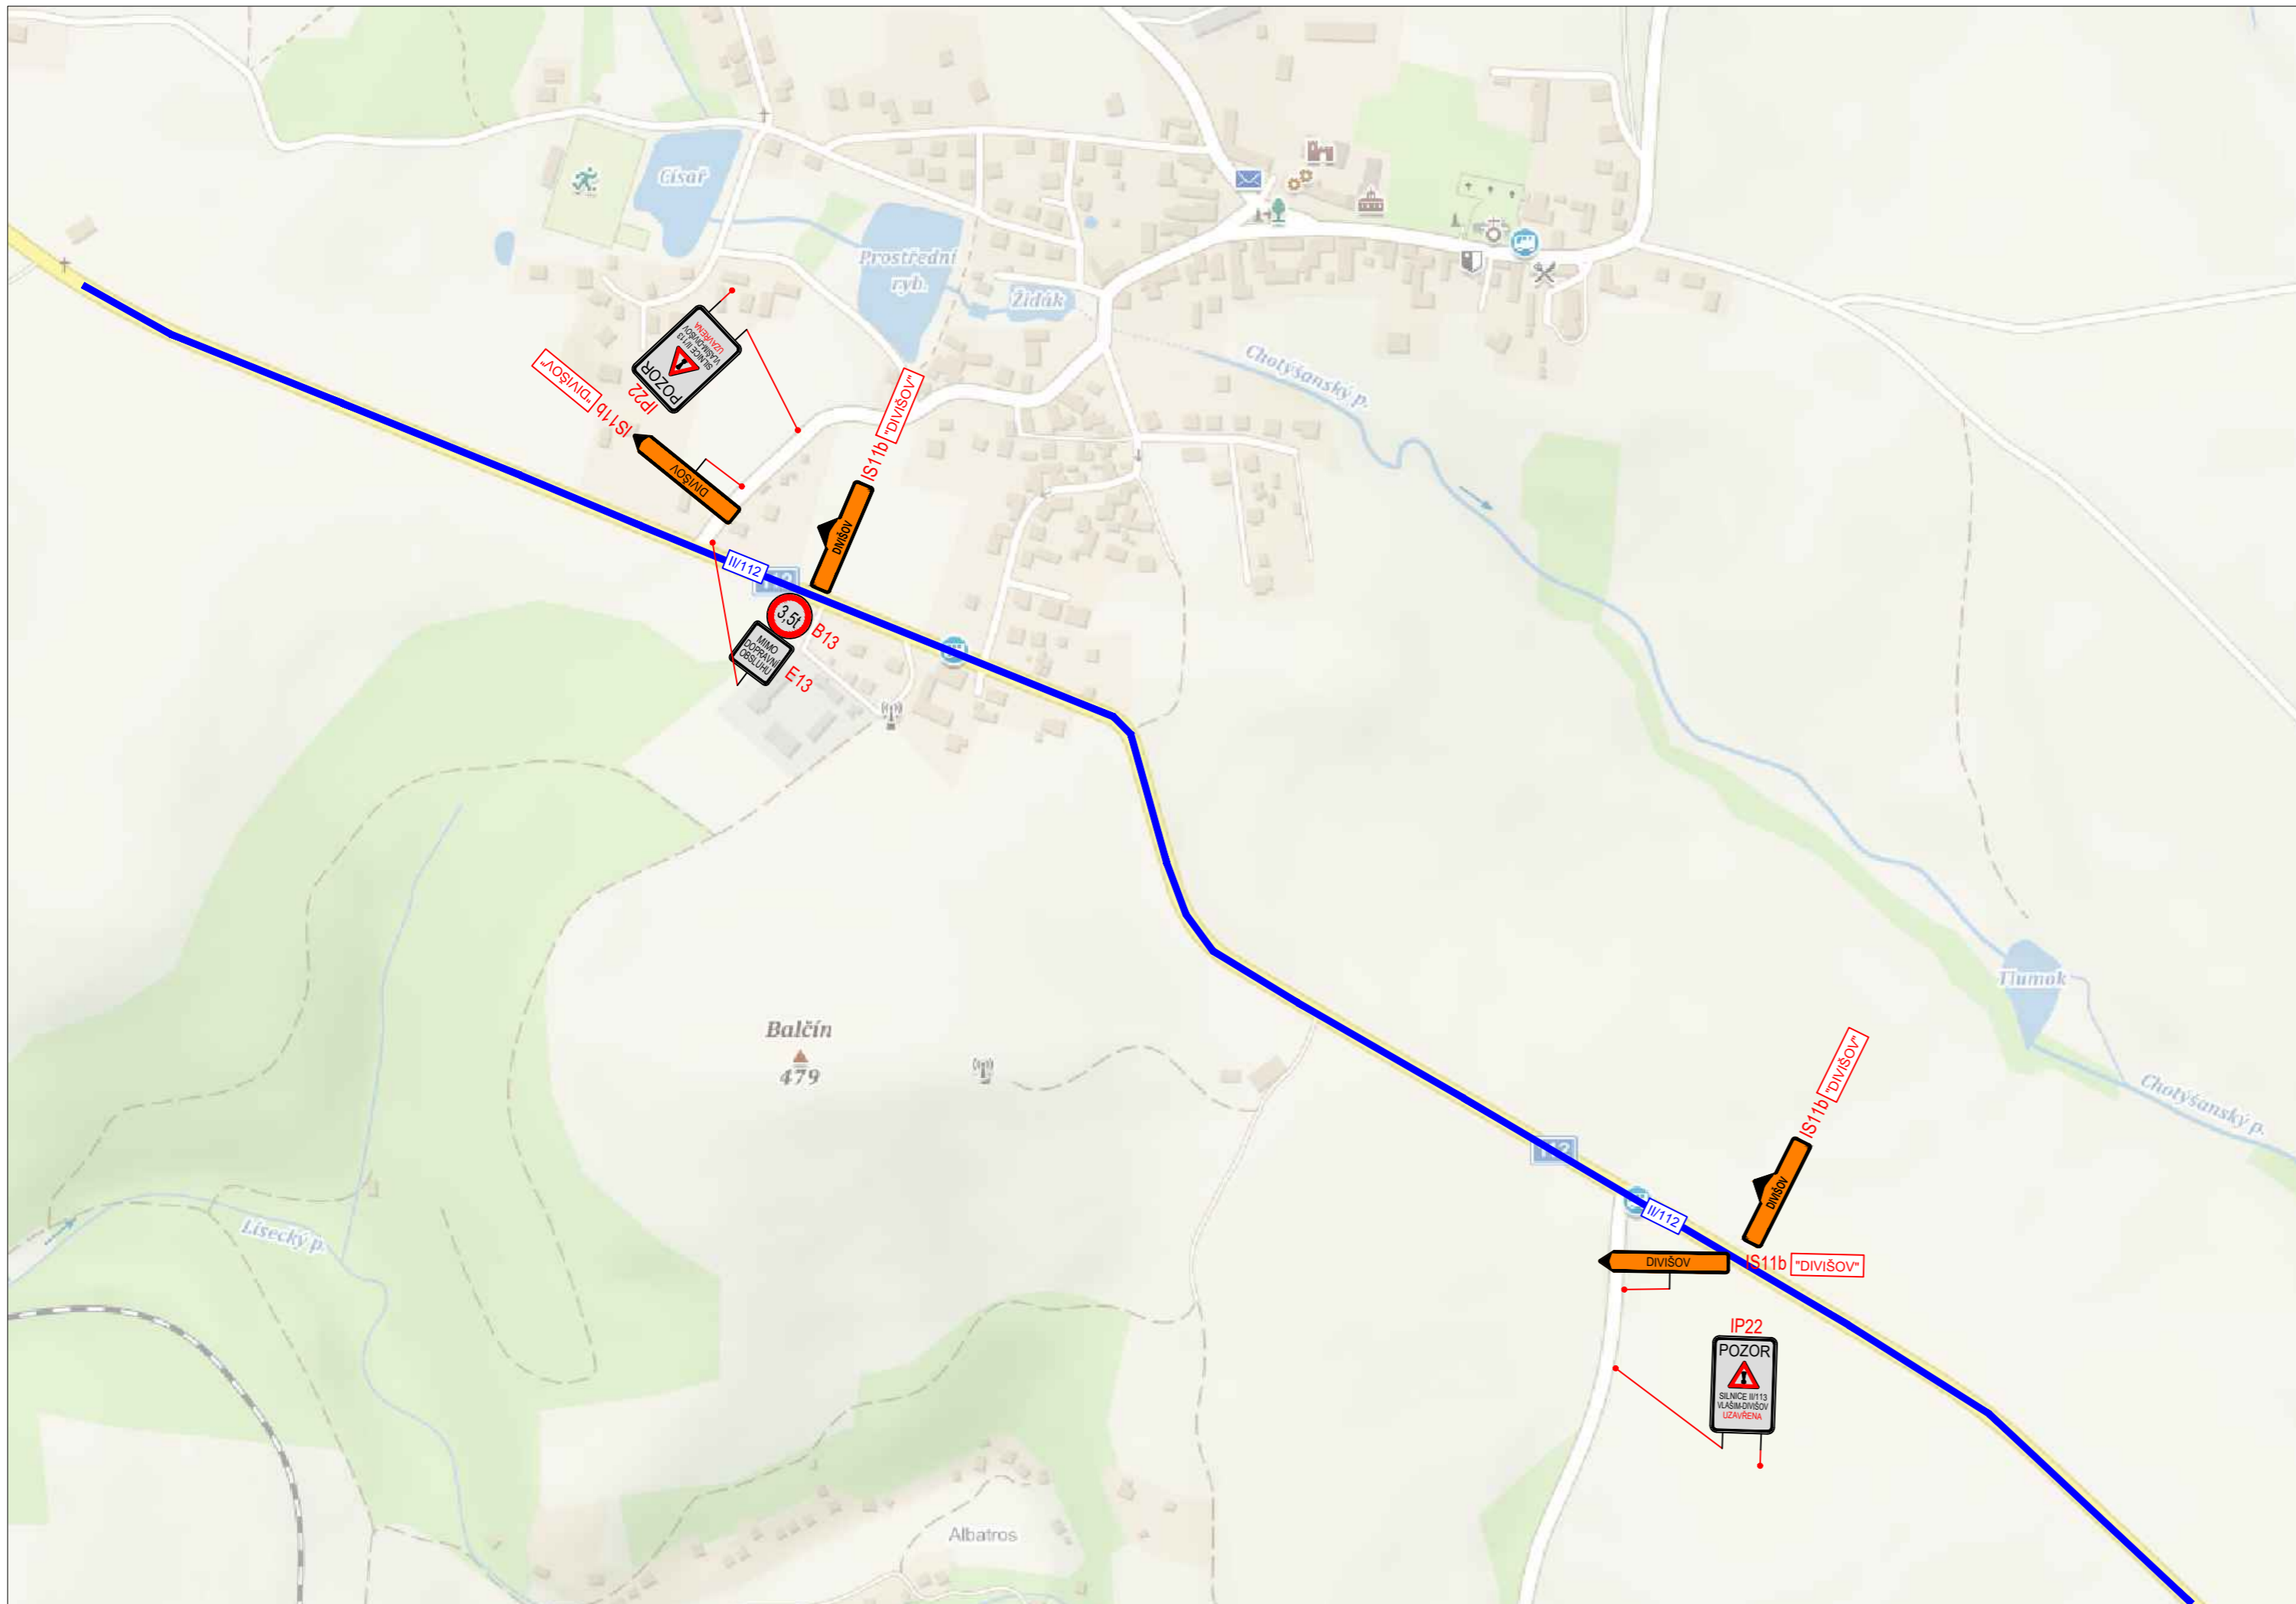 Císař
Prostřední
ryb.
Židák
Chotýšanský p.
POZOR
SILNICE II/113
VLAŠIM-DIVIŠOV
UZAVŘENA
IP22
IS11b "DIVIŠOV"
DIVIŠOV
IS11b "DIVIŠOV"
DIVIŠOV
II/112
3,5t
B13
MIMO
DOPRAVNÍ
OBSLUHU
E13
Tlumok
Balčín
479
Chotýšanský p.
IS11b "DIVIŠOV"
DIVIŠOV
112
II/112
Lísecký p.
DIVIŠOV
IS11b "DIVIŠOV"
IP22
POZOR
SILNICE II/113
VLAŠIM-DIVIŠOV
UZAVŘENA
Albatros